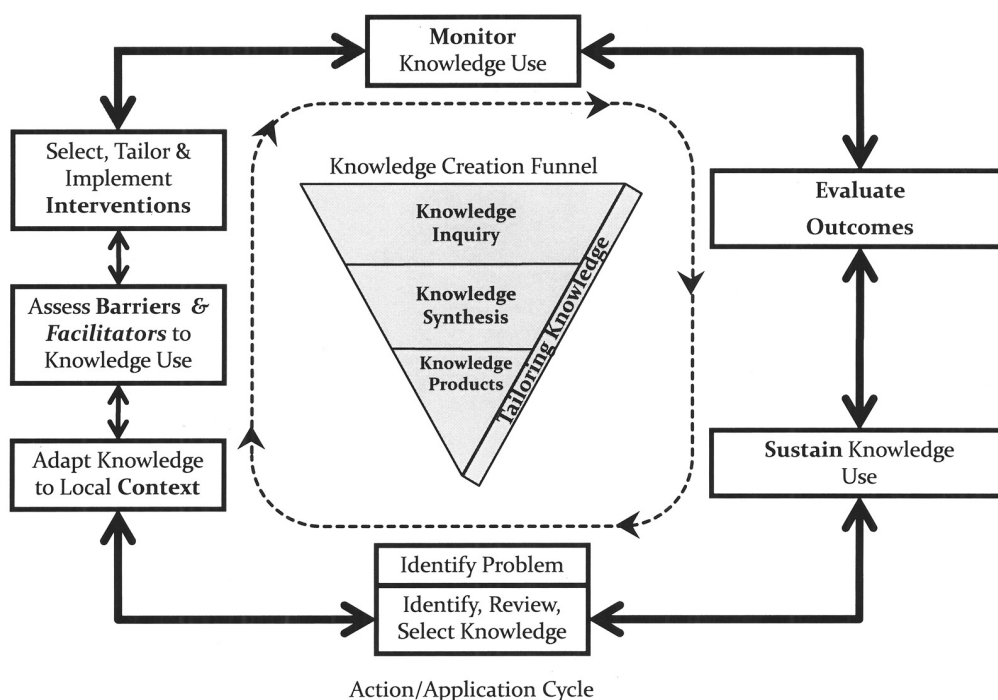 Monitor
Knowledge Use
Select, Tailor &
Implement
Interventions
Evaluate
Outcomes
Knowledge Creation Funnel
Knowledge
Inquiry
Knowledge
Synthesis
Knowledge
Products
Tailoring Knowledge
Assess Barriers &
Facilitators to
Knowledge Use
Adapt Knowledge
to Local Context
Sustain Knowledge
Use
Identify Problem
Identify, Review,
Select Knowledge
Action/Application Cycle